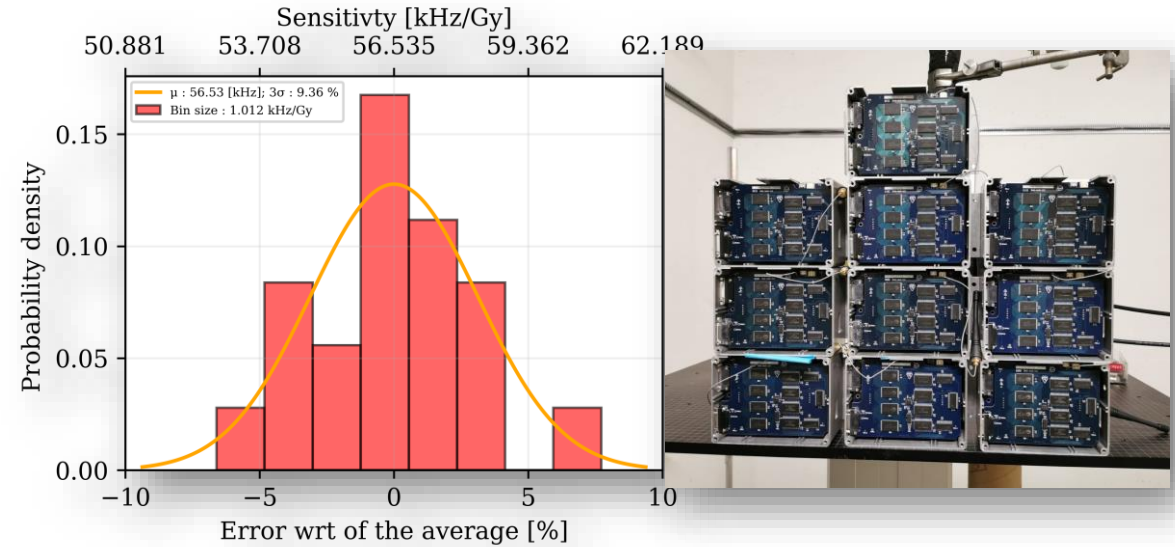 Sensitivty [kHz/Gy]
50.881 53.708 56.535 59.362 62.189
μ : 56.53 [kHz]; 3σ : 9.36 %
Bin size : 1.012 kHz/Gy
Probability density
0.15
0.10
0.05
0.00
−10 −5 0 5 10
Error wrt of the average [%]